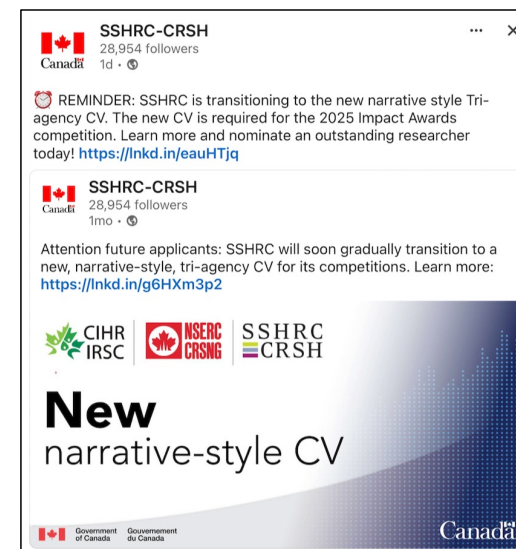 SSHRC-CRSH
28,954 followers
1d •
Canada
REMINDER: SSHRC is transitioning to the new narrative style Tri-
agency CV. The new CV is required for the 2025 Impact Awards
competition. Learn more and nominate an outstanding researcher
today! https://lnkd.in/eauHTjq
SSHRC-CRSH
28,954 followers
1mo •
Canada
Attention future applicants: SSHRC will soon gradually transition to a
new, narrative-style, tri-agency CV for its competitions. Learn more:
https://lnkd.in/g6HXm3p2
CIHR
IRSC
NSERC
CRSNG
SSHRC
CRSH
New
narrative-style CV
Government of Canada
Gouvernement du Canada
Canada